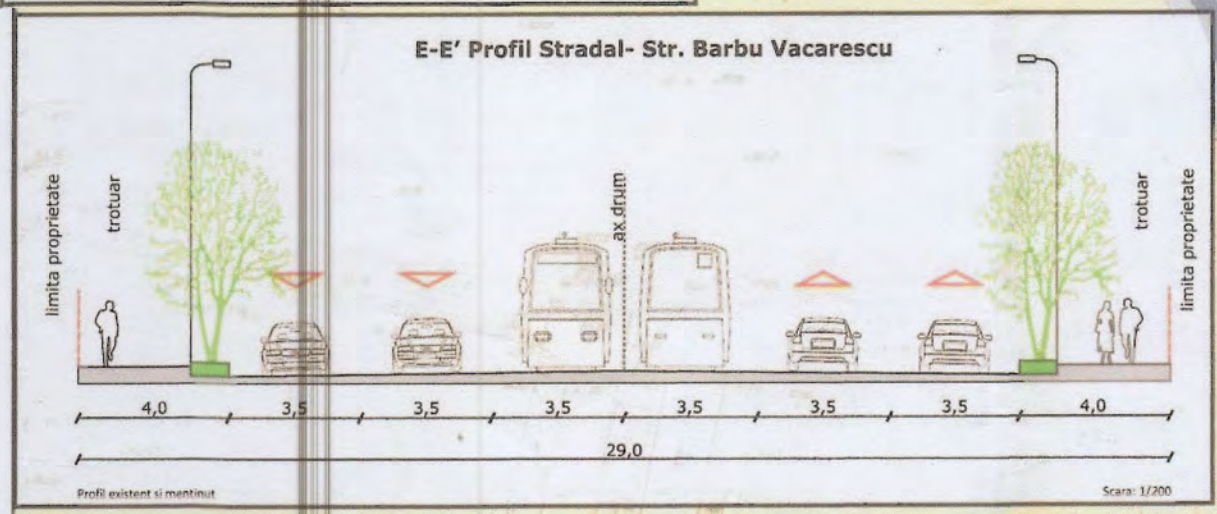 E-E' Profil Stradal- Str. Barbu Vacarescu
limita proprietate
trotuar
ax drum
trotuar
limita proprietate
4,0 3,5 3,5 3,5 3,5 3,5 3,5 4,0
29,0
Profil existent si mentinut
Scara: 1/200